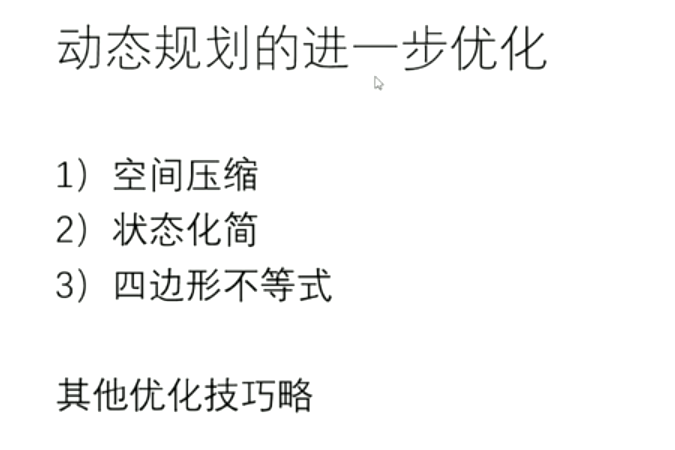 动态规划的进一步优化
1）空间压缩
2）状态化简
3）四边形不等式
其他优化技巧略